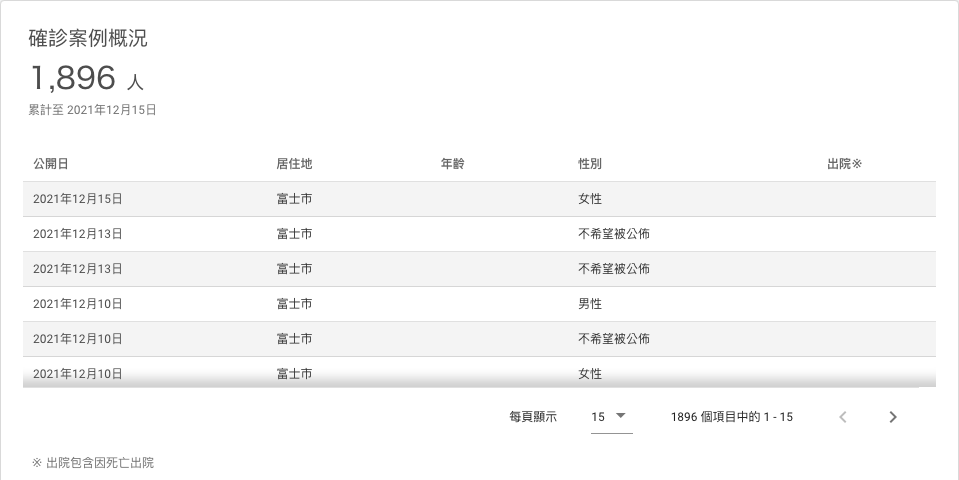 確診案例概況
1,896 人
累計至 2021年12月15日
公開日 居住地 年齡 性別 出院※
2021年12月15日 富士市 女性
2021年12月13日 富士市 不希望被公佈
2021年12月13日 富士市 不希望被公佈
2021年12月10日 富士市 男性
2021年12月10日 富士市 不希望被公佈
2021年12月10日 富士市 女性
每頁顯示 15 1896 個項目中的 1 - 15
※ 出院包含因死亡出院